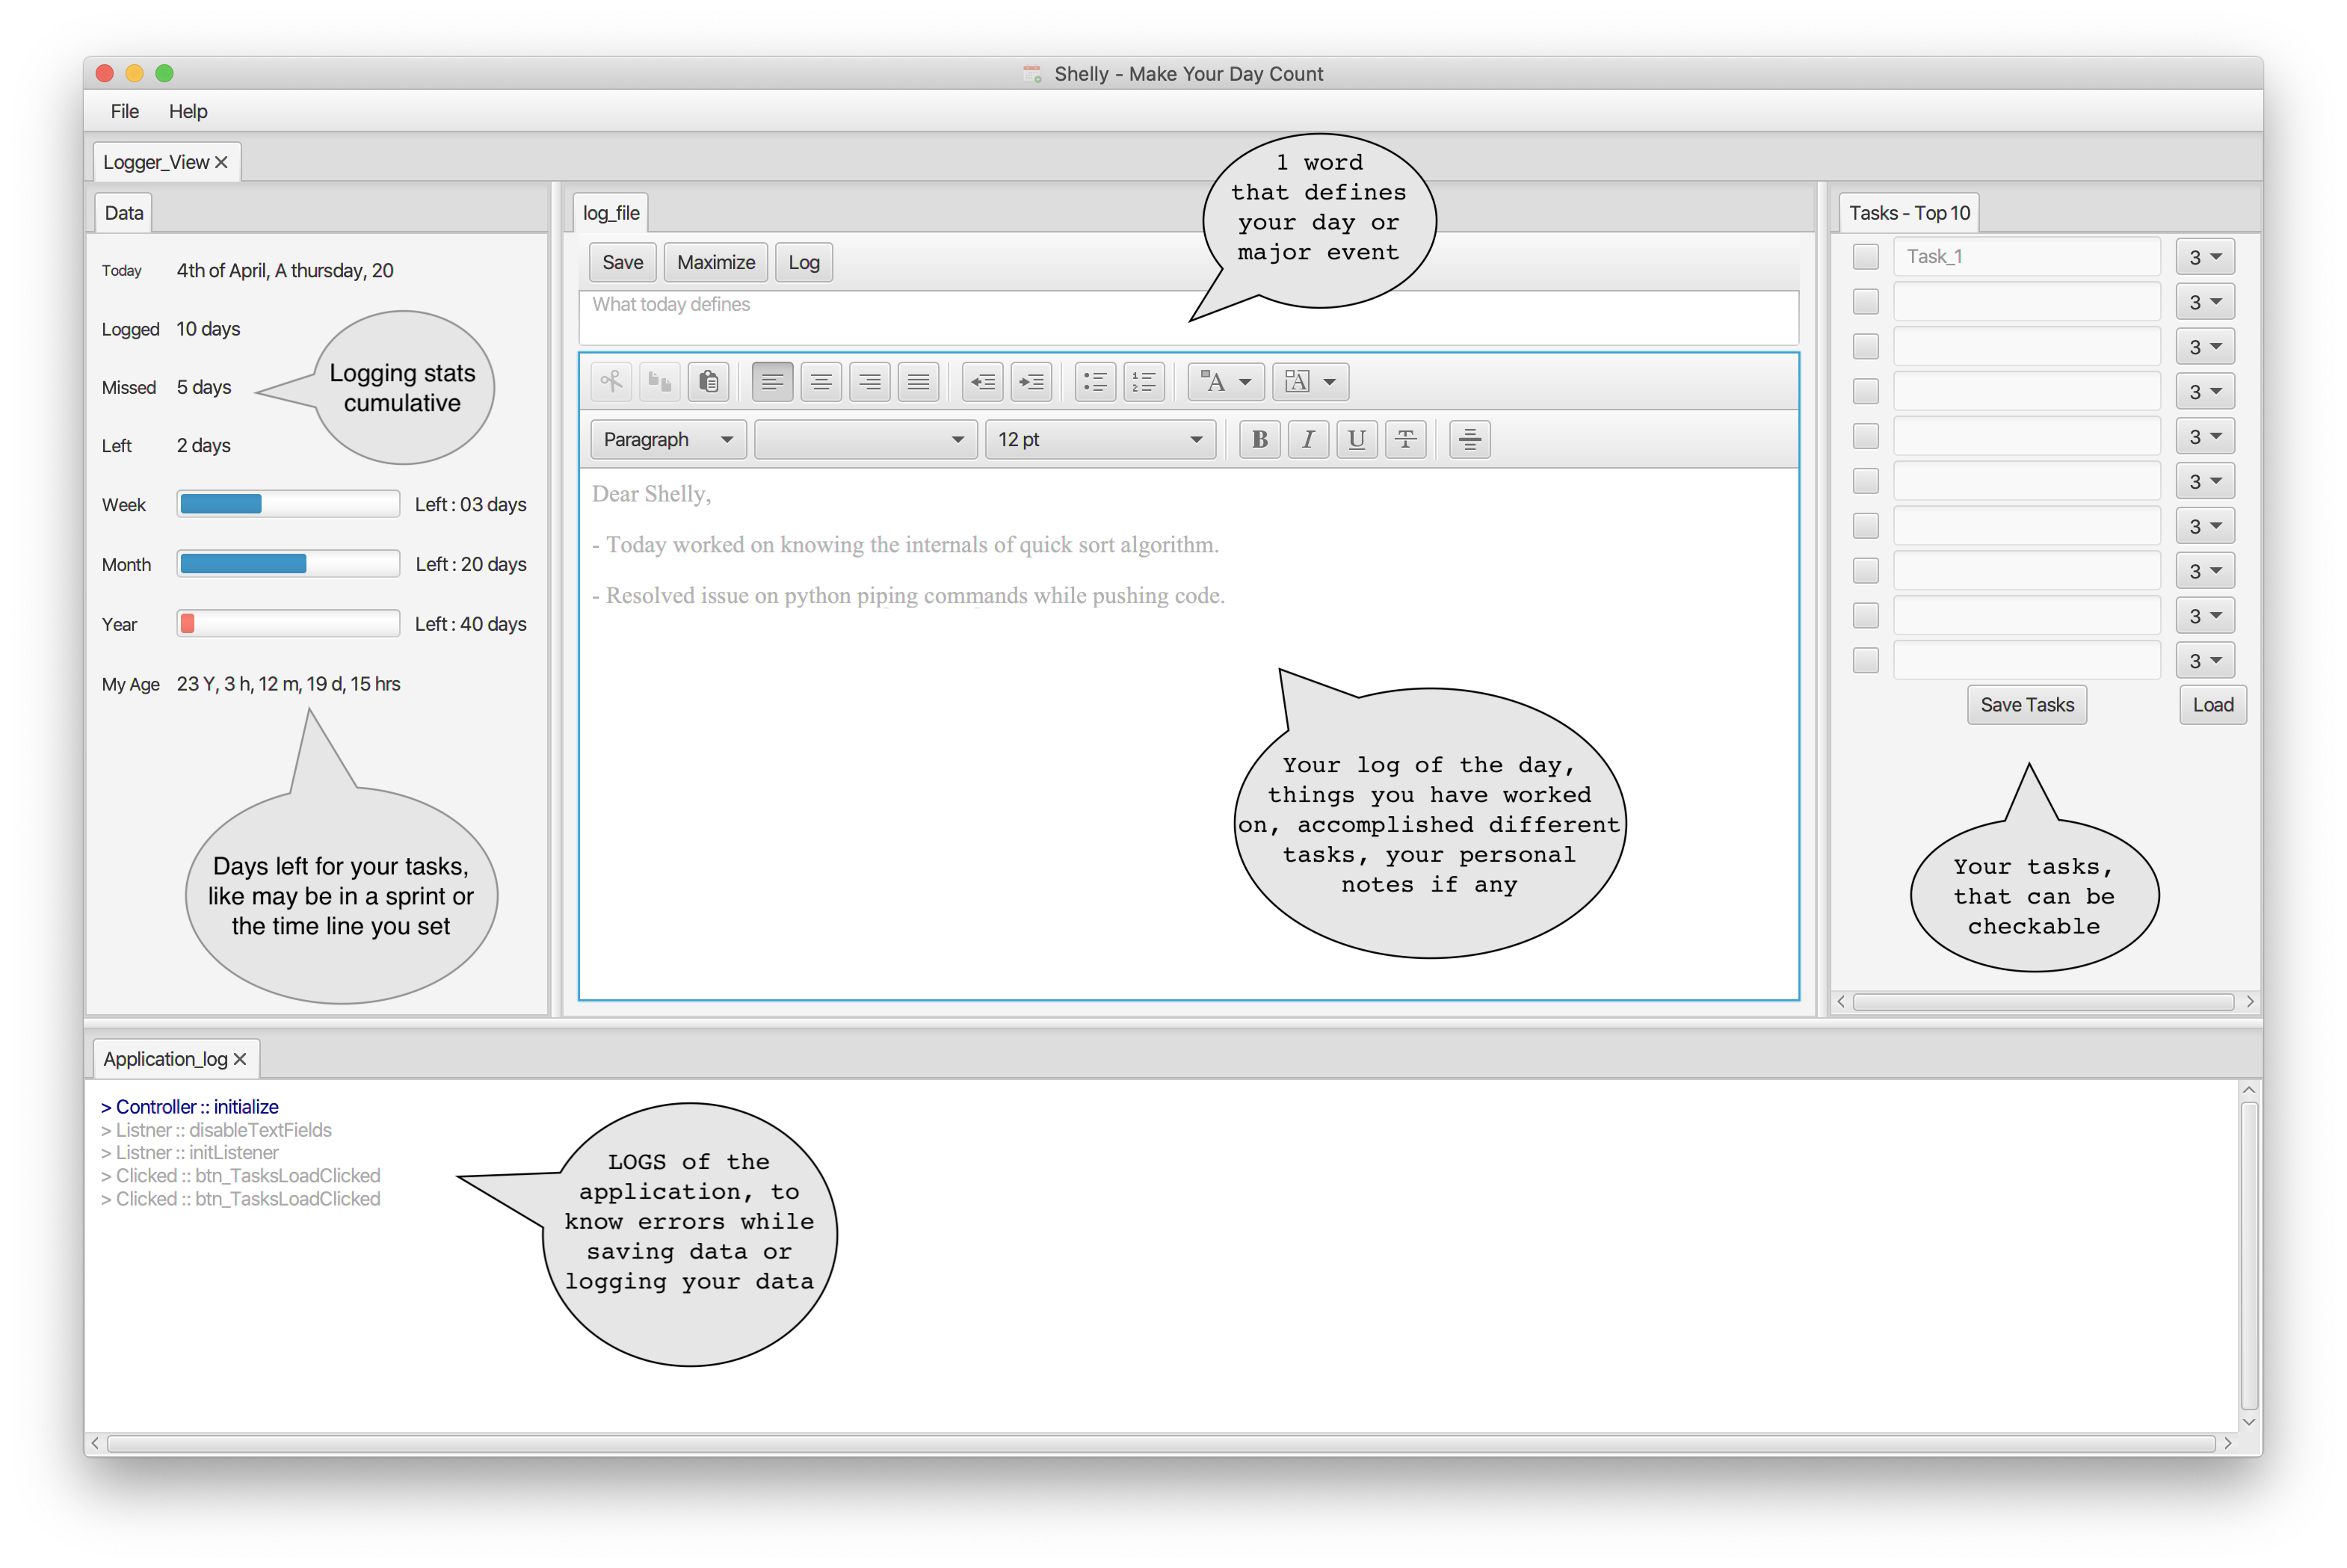 Shelly - Make Your Day Count
File Help
Logger_View
Data
Today 4th of April, A thursday, 20
Logged 10 days
Missed 5 days
Left 2 days
Week Left : 03 days
Month Left : 20 days
Year Left : 40 days
My Age 23 Y, 3 h, 12 m, 19 d, 15 hrs
Logging stats
cumulative
Days left for your tasks,
like may be in a sprint or
the time line you set
log_file
Save Maximize Log
What today defines
1 word
that defines
your day or
major event
Paragraph 12 pt B I U T
Dear Shelly,
- Today worked on knowing the internals of quick sort algorithm.
- Resolved issue on python piping commands while pushing code.
Your log of the day,
things you have worked
on, accomplished different
tasks, your personal
notes if any
Tasks - Top 10
Task_1 3
3
3
3
3
3
3
3
3
3
Save Tasks Load
Your tasks,
that can be
checkable
Application_log
> Controller :: initialize
> Listner :: disableTextFields
> Listner :: initListener
> Clicked :: btn_TasksLoadClicked
> Clicked :: btn_TasksLoadClicked
LOGS of the
application, to
know errors while
saving data or
logging your data